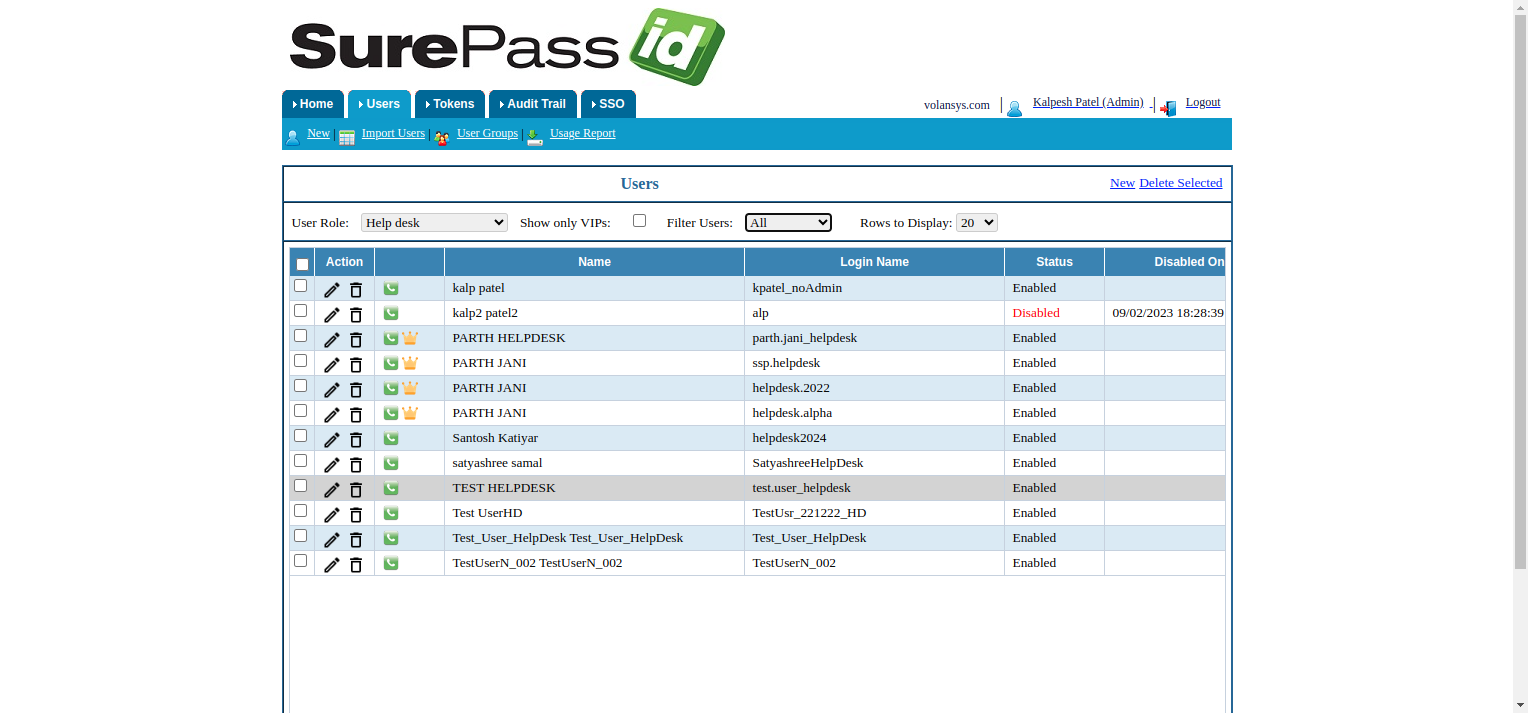 SurePass id
Home Users Tokens Audit Trail SSO volansys.com | Kalpesh Patel (Admin) -| Logout
New | Import Users | User Groups | Usage Report
Users New Delete Selected
User Role: Help desk Show only VIPs: Filter Users: All Rows to Display: 20
Action Name Login Name Status Disabled On
kalp patel kpatel_noAdmin Enabled
kalp2 patel2 alp Disabled 09/02/2023 18:28:39
PARTH HELPDESK parth.jani_helpdesk Enabled
PARTH JANI ssp.helpdesk Enabled
PARTH JANI helpdesk.2022 Enabled
PARTH JANI helpdesk.alpha Enabled
Santosh Katiyar helpdesk2024 Enabled
satyashree samal SatyashreeHelpDesk Enabled
TEST HELPDESK test.user_helpdesk Enabled
Test UserHD TestUsr_221222_HD Enabled
Test_User_HelpDesk Test_User_HelpDesk Test_User_HelpDesk Enabled
TestUserN_002 TestUserN_002 TestUserN_002 Enabled